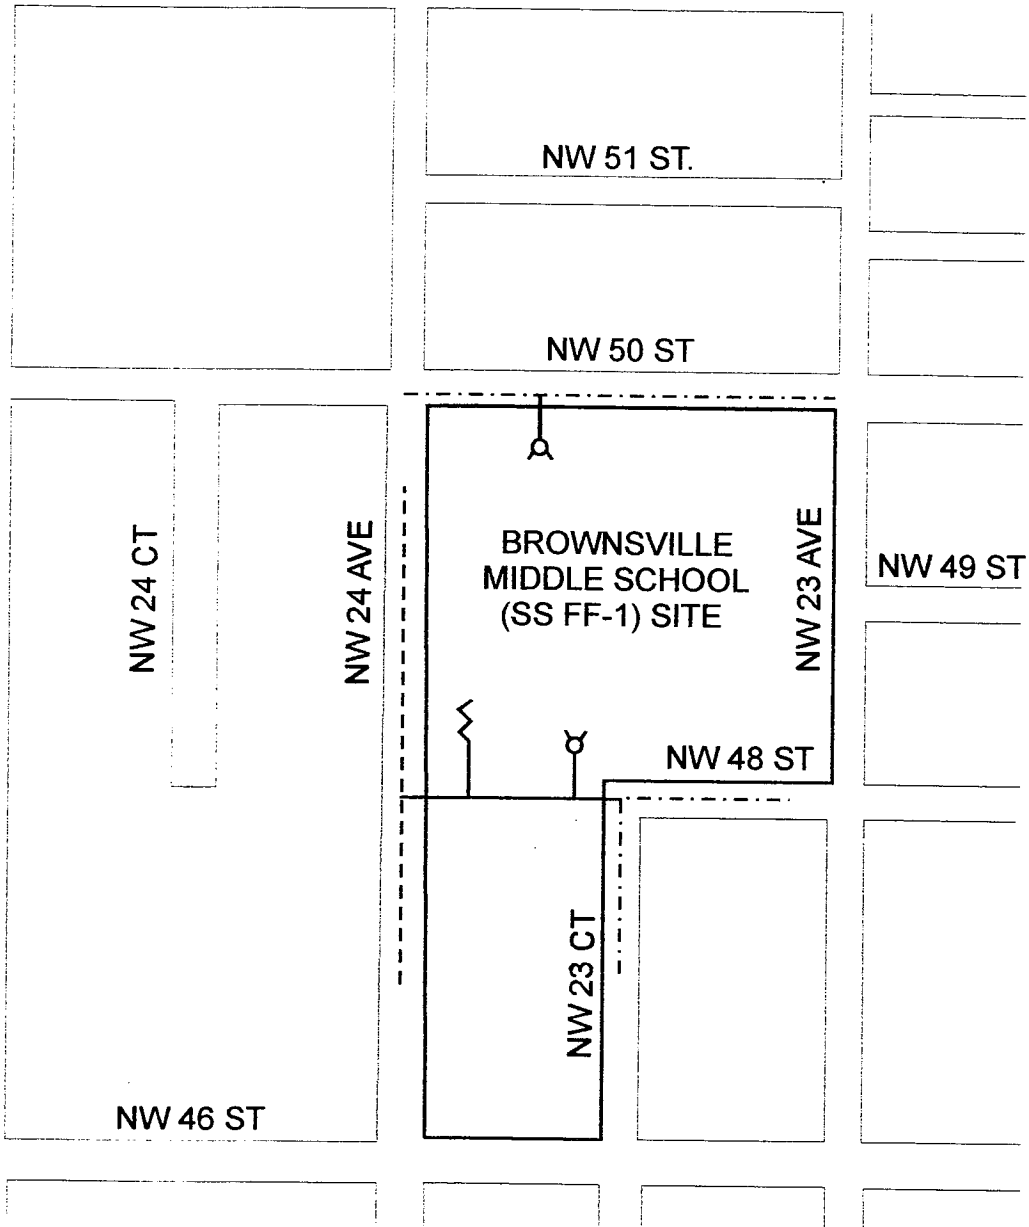 NW 51 ST.
NW 50 ST
NW 24 CT
NW 24 AVE
BROWNSVILLE
MIDDLE SCHOOL
(SS FF-1) SITE
NW 23 AVE
NW 49 ST
NW 48 ST
NW 23 CT
NW 46 ST